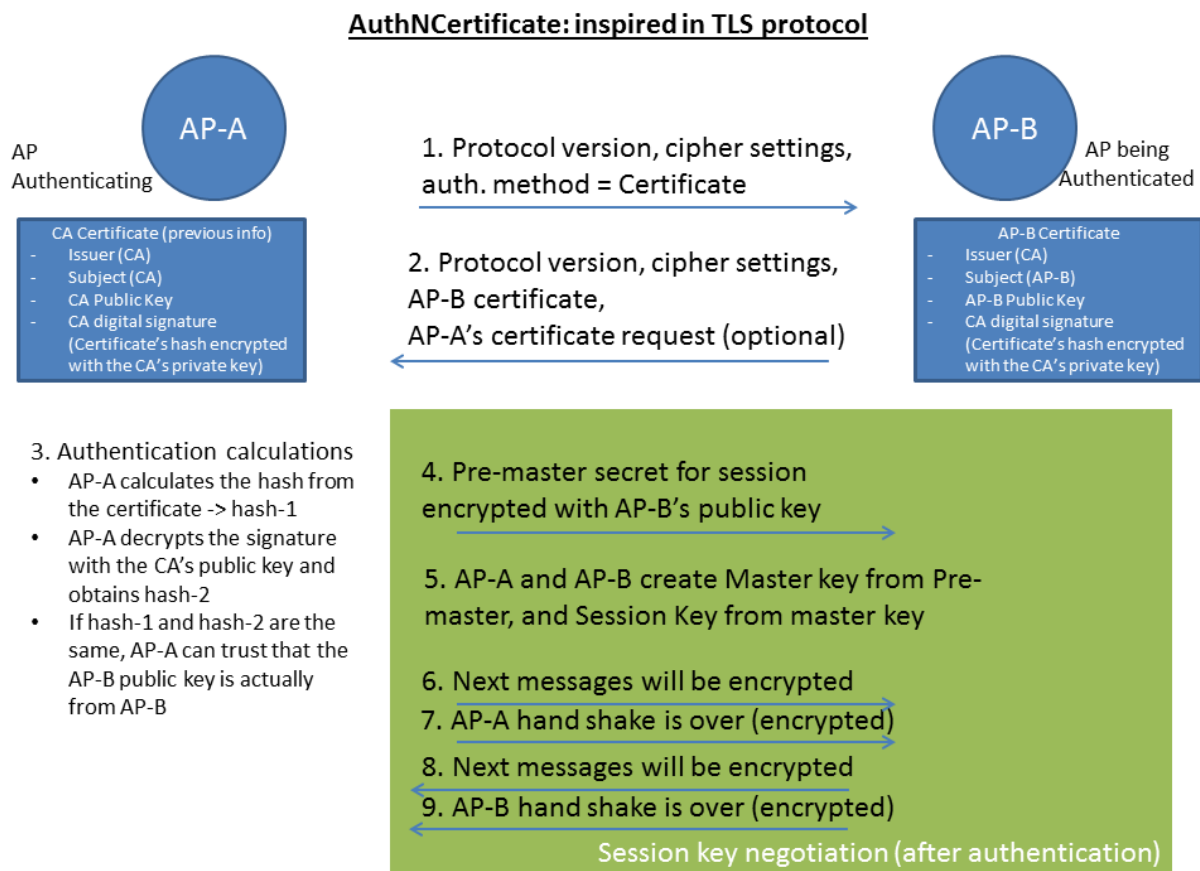 AuthNCertificate: inspired in TLS protocol
AP-A
AP
Authenticating
AP-B
AP being
Authenticated
1. Protocol version, cipher settings,
auth. method = Certificate
CA Certificate (previous info)
- Issuer (CA)
- Subject (CA)
- CA Public Key
- CA digital signature
(Certificate's hash encrypted
with the CA's private key)
2. Protocol version, cipher settings,
AP-B certificate,
AP-A's certificate request (optional)
AP-B Certificate
- Issuer (CA)
- Subject (AP-B)
- AP-B Public Key
- CA digital signature
(Certificate's hash encrypted
with the CA's private key)
3. Authentication calculations
• AP-A calculates the hash from
the certificate -> hash-1
• AP-A decrypts the signature
with the CA's public key and
obtains hash-2
• If hash-1 and hash-2 are the
same, AP-A can trust that the
AP-B public key is actually
from AP-B
4. Pre-master secret for session
encrypted with AP-B's public key
5. AP-A and AP-B create Master key from Pre-
master, and Session Key from master key
6. Next messages will be encrypted
7. AP-A hand shake is over (encrypted)
8. Next messages will be encrypted
9. AP-B hand shake is over (encrypted)
Session key negotiation (after authentication)